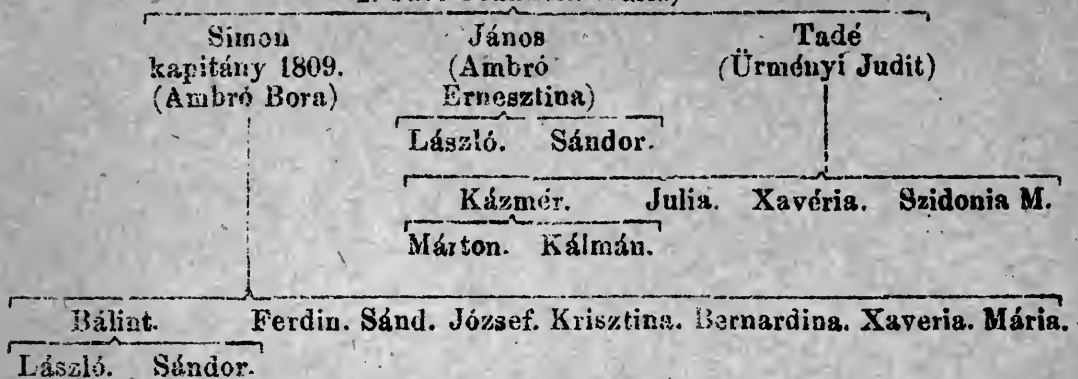 Simon János Tadé
kapitány 1809. (Ambró (Ürményi Judit)
(Ambró Bora) Ernesztina)
László. Sándor.
Kázmér. Julia. Xavéria. Szidonia M.
Márton. Kálmán.
Bálint. Ferdin. Sánd. József. Krisztina. Bernardina. Xaveria. Mária.
László. Sándor.